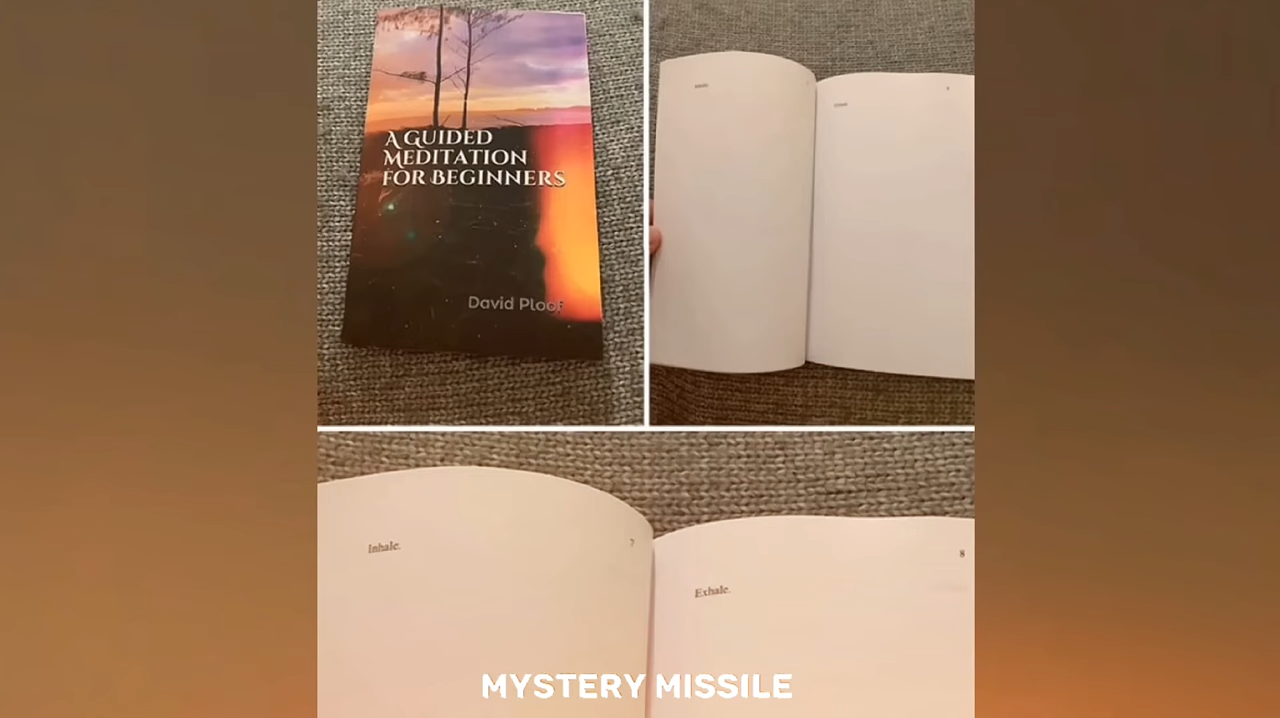 A GUIDED
MEDITATION
FOR BEGINNERS
David Ploof
Inhale.
7
Exhale.
8
MYSTERY MISSILE